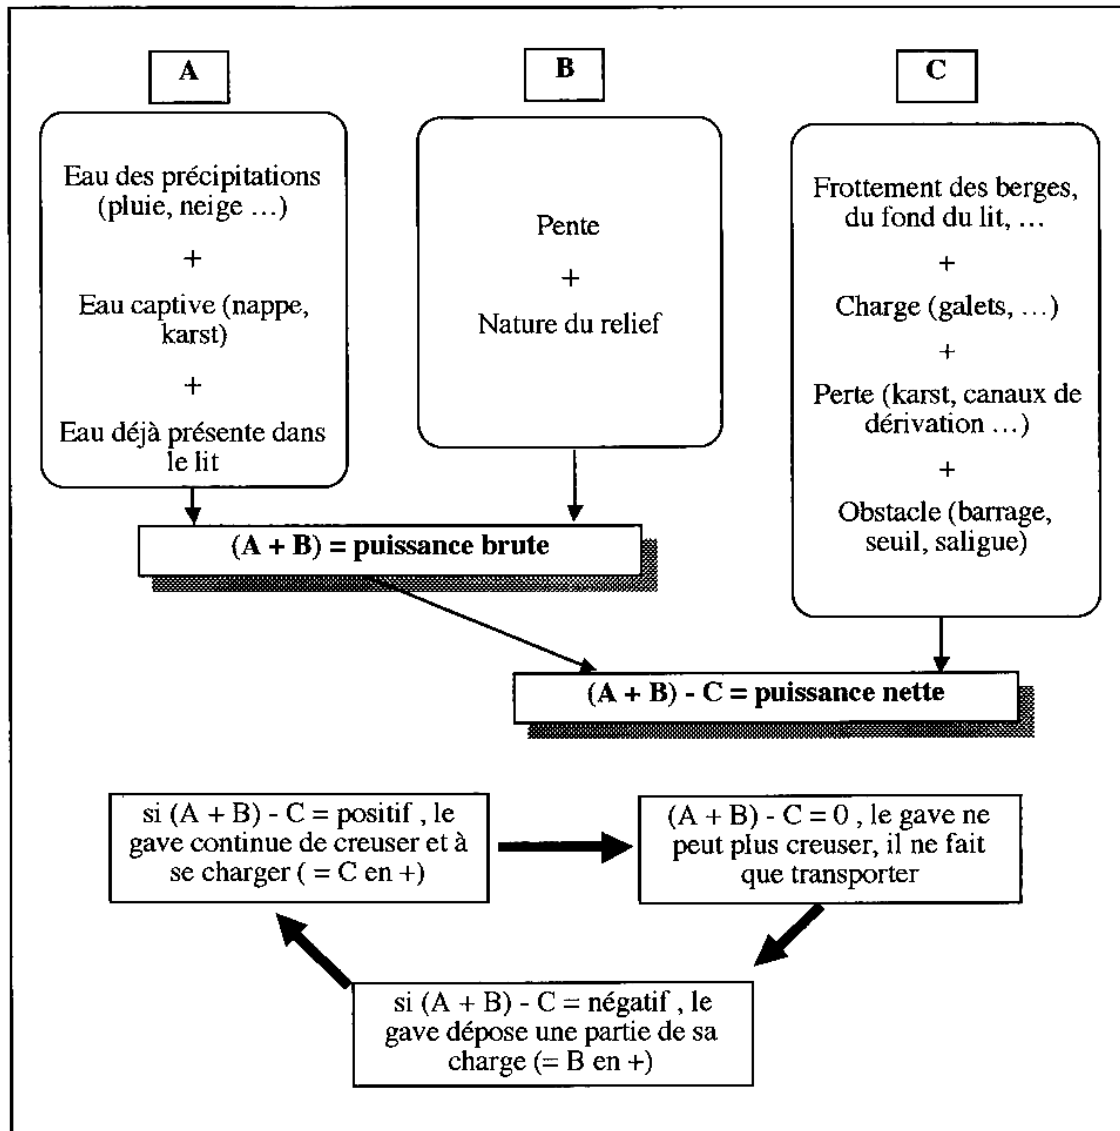 A
Eau des précipitations
(pluie, neige ...)
+
Eau captive (nappe,
karst)
+
Eau déjà présente dans
le lit
B
Pente
+
Nature du relief
C
Frottement des berges,
du fond du lit, ...
+
Charge (galets, ...)
+
Perte (karst, canaux de
dérivation ...)
+
Obstacle (barrage,
seuil, saligue)
(A + B) = puissance brute
(A + B) - C = puissance nette
si (A + B) - C = positif , le
gave continue de creuser et à
se charger ( = C en +)
(A + B) - C = 0 , le gave ne
peut plus creuser, il ne fait
que transporter
si (A + B) - C = négatif , le
gave dépose une partie de sa
charge (= B en +)